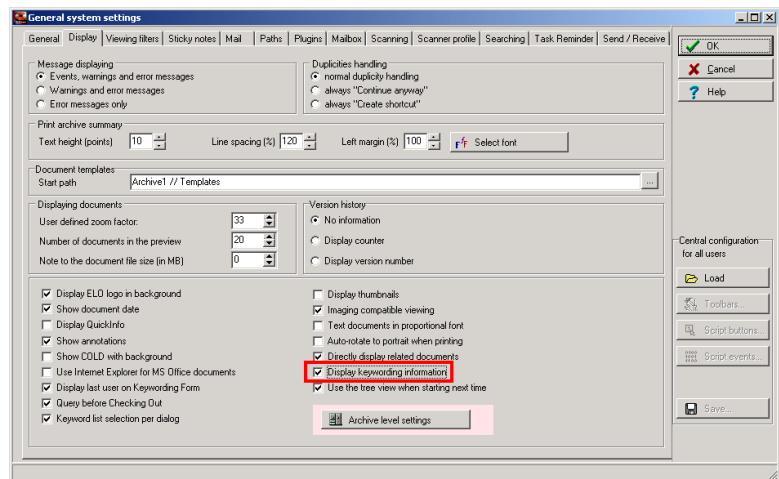 General system settings
General Display Viewing filters Sticky notes Mail Paths Plugins Mailbox Scanning Scanner profile Searching Task Reminder Send / Receive
Message displaying
Events, warnings and error messages
Warnings and error messages
Error messages only
Duplicities handling
normal duplicity handling
always "Continue anyway"
always "Create shortcut"
OK
Cancel
Help
Print archive summary
Text height (points) 10 Line spacing (%) 120 Left margin (%) 100 Select font
Document templates
Start path Archive1 // Templates ...
Displaying documents
User defined zoom factor: 33
Number of documents in the preview 20
Note to the document file size (in MB) 0
Version history
No information
Display counter
Display version number
Central configuration
for all users
Load
Toolbars...
Script buttons...
Script events...
Save...
Display ELO logo in background
Show document date
Display QuickInfo
Show annotations
Show COLD with background
Use Internet Explorer for MS Office documents
Display last user on Keywording Form
Query before Checking Out
Keyword list selection per dialog
Display thumbnails
Imaging compatible viewing
Text documents in proportional font
Auto-rotate to portrait when printing
Directly display related documents
Display keywording information
Use the tree view when starting next time
Archive level settings